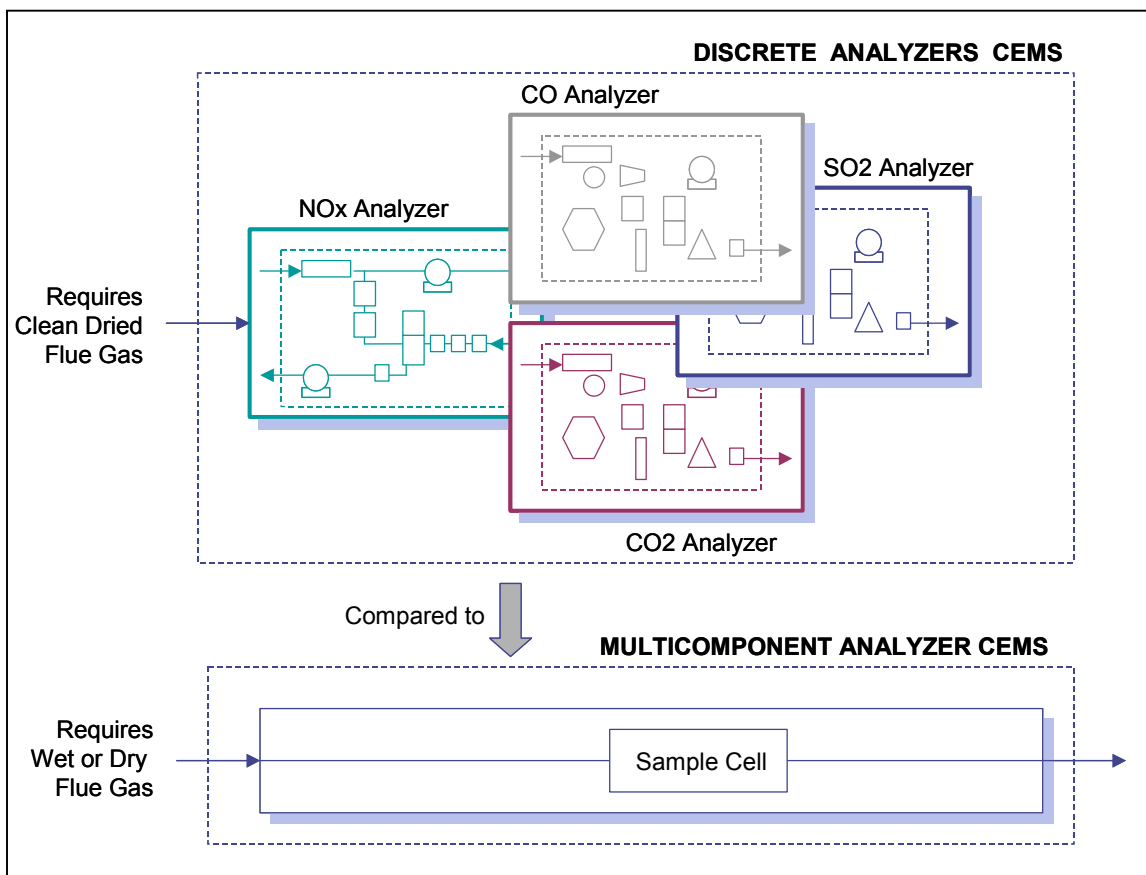 DISCRETE ANALYZERS CEMS
CO Analyzer
SO2 Analyzer
NOx Analyzer
Requires
Clean Dried
Flue Gas
CO2 Analyzer
Compared to
MULTICOMPONENT ANALYZER CEMS
Requires
Wet or Dry
Flue Gas
Sample Cell